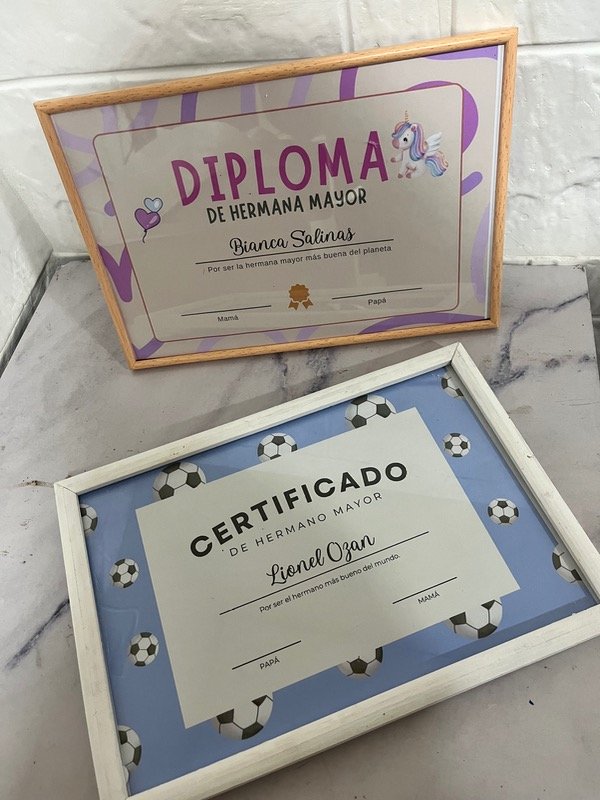 DIPLOMA
DE HERMANA MAYOR
Bianca Salinas
Por ser la hermana mayor más buena del planeta
Mamá
Papá
CERTIFICADO
DE HERMANO MAYOR
Lionel Ozan
Por ser el hermano más bueno del mundo.
PAPÁ
MAMÁ